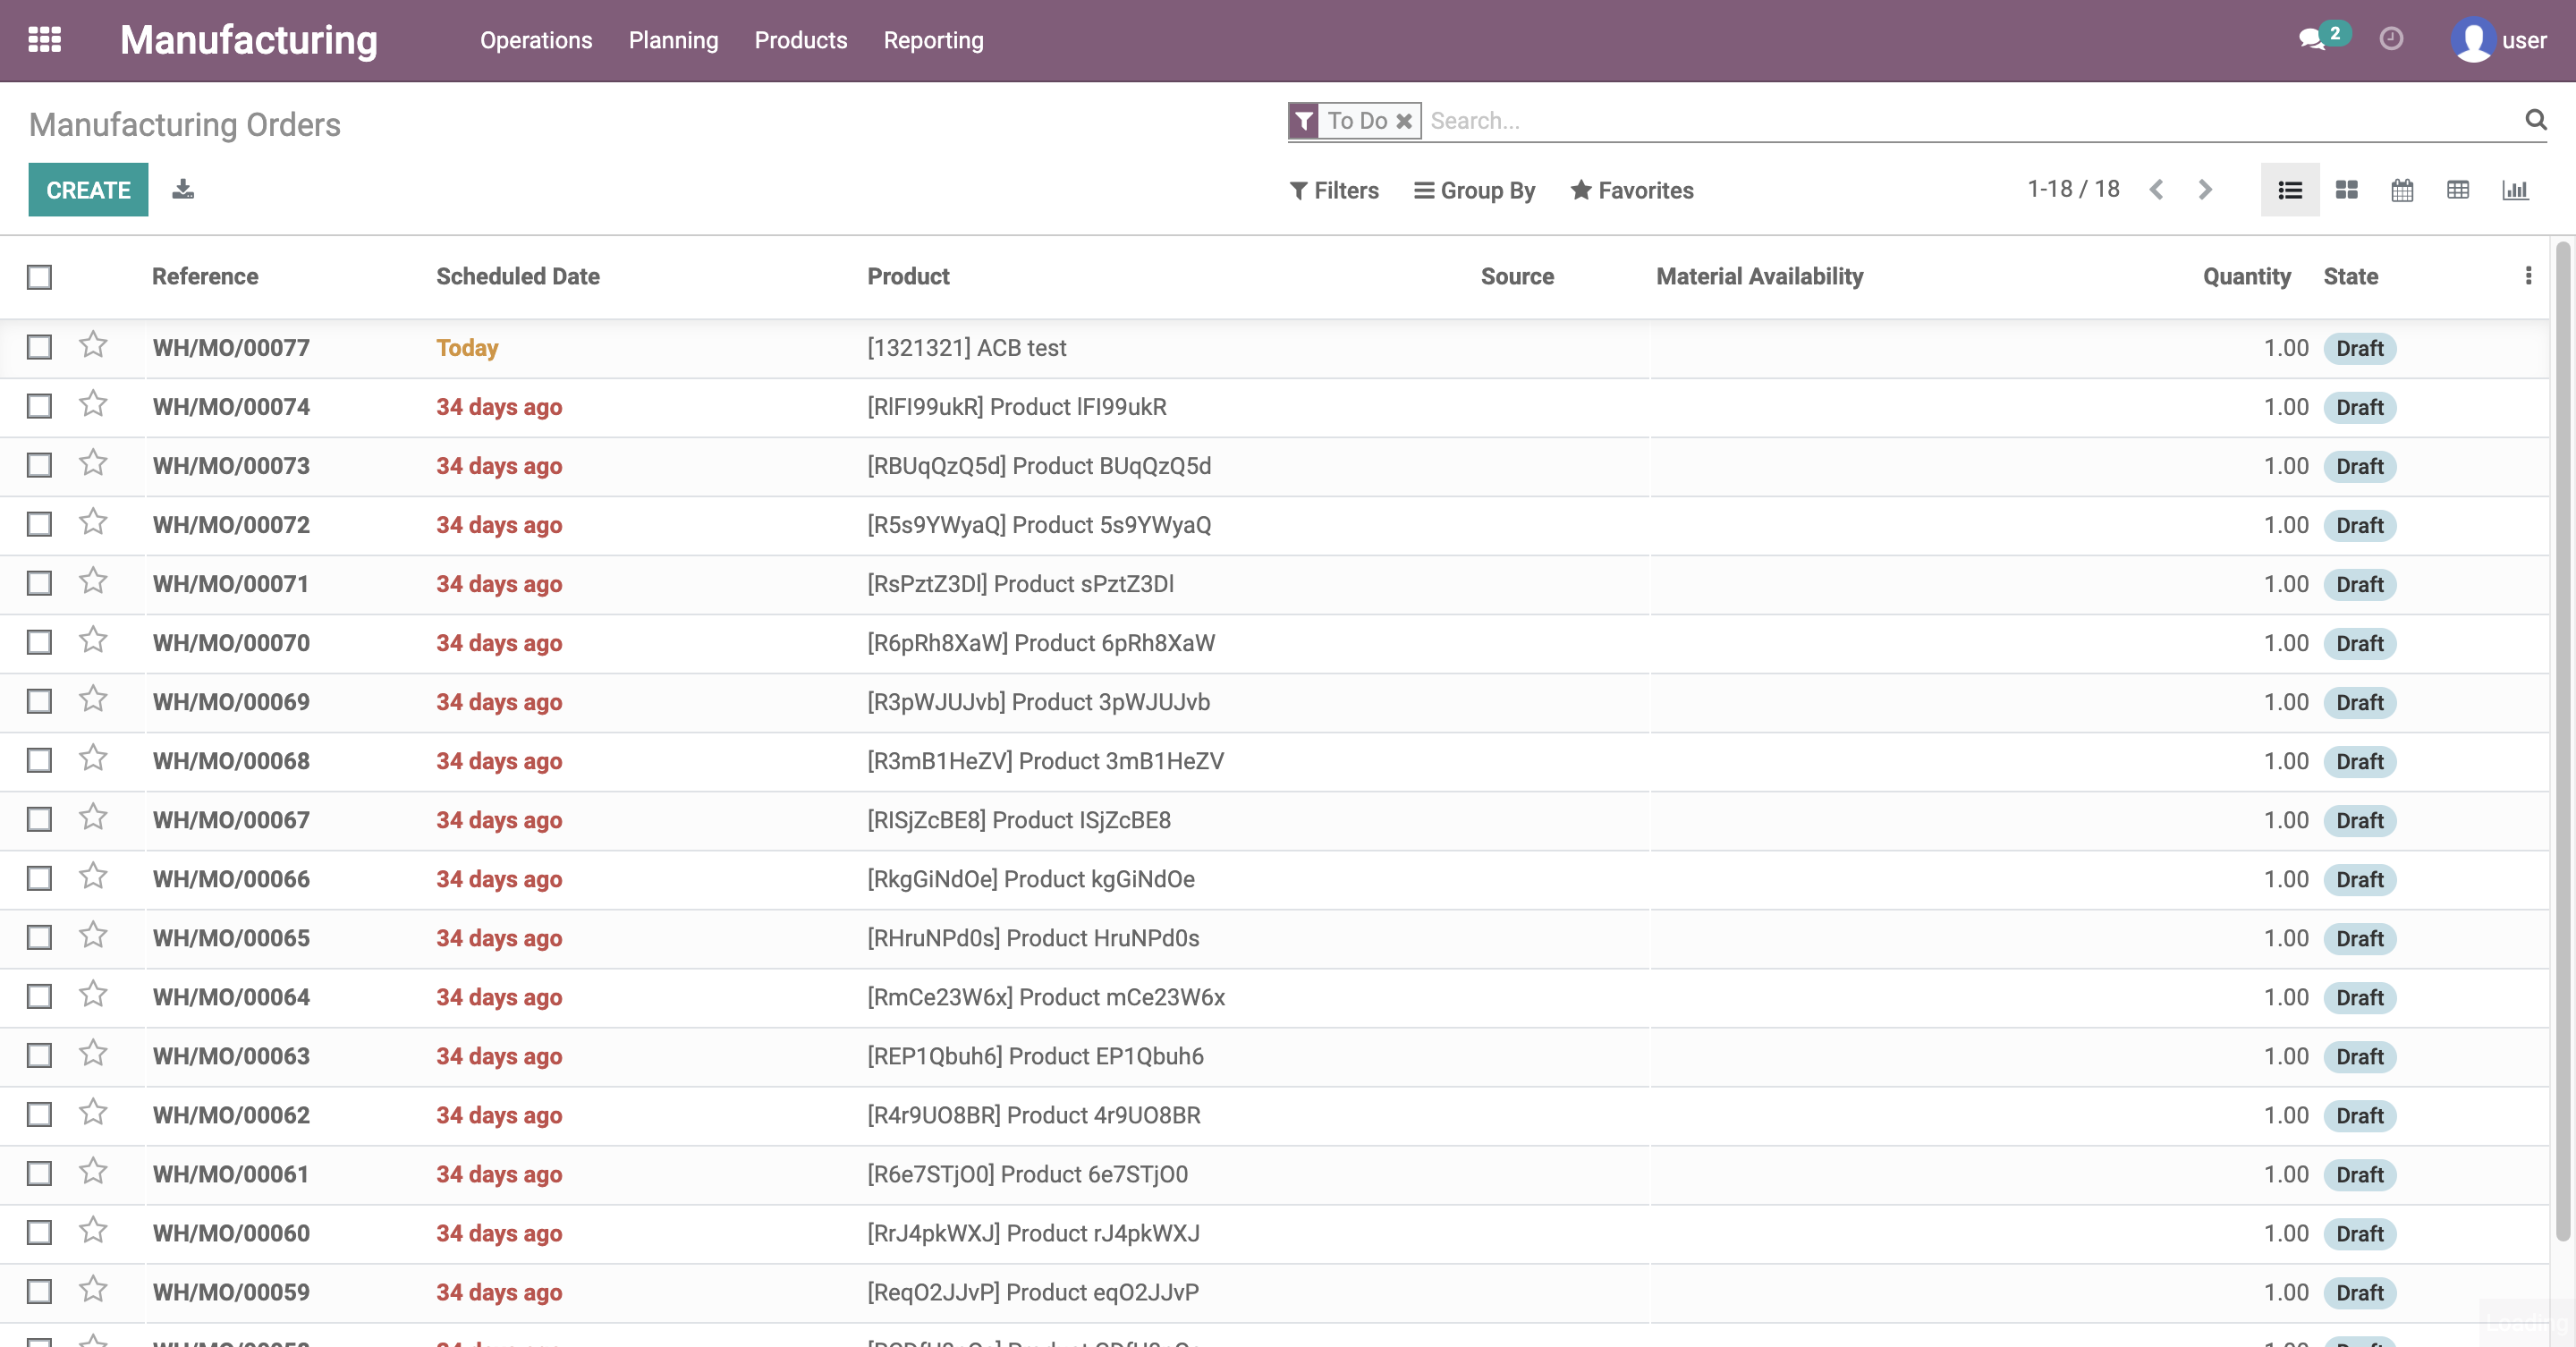 Manufacturing Operations Planning Products Reporting 2 user
Manufacturing Orders
To Do Search...
CREATE Filters Group By Favorites 1-18 / 18
Reference Scheduled Date Product Source Material Availability Quantity State
WH/MO/00077 Today [1321321] ACB test 1.00 Draft
WH/MO/00074 34 days ago [RIFI99ukR] Product IFI99ukR 1.00 Draft
WH/MO/00073 34 days ago [RBUqQzQ5d] Product BUqQzQ5d 1.00 Draft
WH/MO/00072 34 days ago [R5s9YWyaQ] Product 5s9YWyaQ 1.00 Draft
WH/MO/00071 34 days ago [RsPztZ3Dl] Product sPztZ3Dl 1.00 Draft
WH/MO/00070 34 days ago [R6pRh8XaW] Product 6pRh8XaW 1.00 Draft
WH/MO/00069 34 days ago [R3pWJUJvb] Product 3pWJUJvb 1.00 Draft
WH/MO/00068 34 days ago [R3mB1HeZV] Product 3mB1HeZV 1.00 Draft
WH/MO/00067 34 days ago [RISjZcBE8] Product ISjZcBE8 1.00 Draft
WH/MO/00066 34 days ago [RkgGiNdOe] Product kgGiNdOe 1.00 Draft
WH/MO/00065 34 days ago [RHruNPd0s] Product HruNPd0s 1.00 Draft
WH/MO/00064 34 days ago [RmCe23W6x] Product mCe23W6x 1.00 Draft
WH/MO/00063 34 days ago [REP1Qbuh6] Product EP1Qbuh6 1.00 Draft
WH/MO/00062 34 days ago [R4r9UO8BR] Product 4r9UO8BR 1.00 Draft
WH/MO/00061 34 days ago [R6e7STjO0] Product 6e7STjO0 1.00 Draft
WH/MO/00060 34 days ago [RrJ4pkWXJ] Product rJ4pkWXJ 1.00 Draft
WH/MO/00059 34 days ago [ReqO2JJvP] Product eqO2JJvP 1.00 Draft
Loading